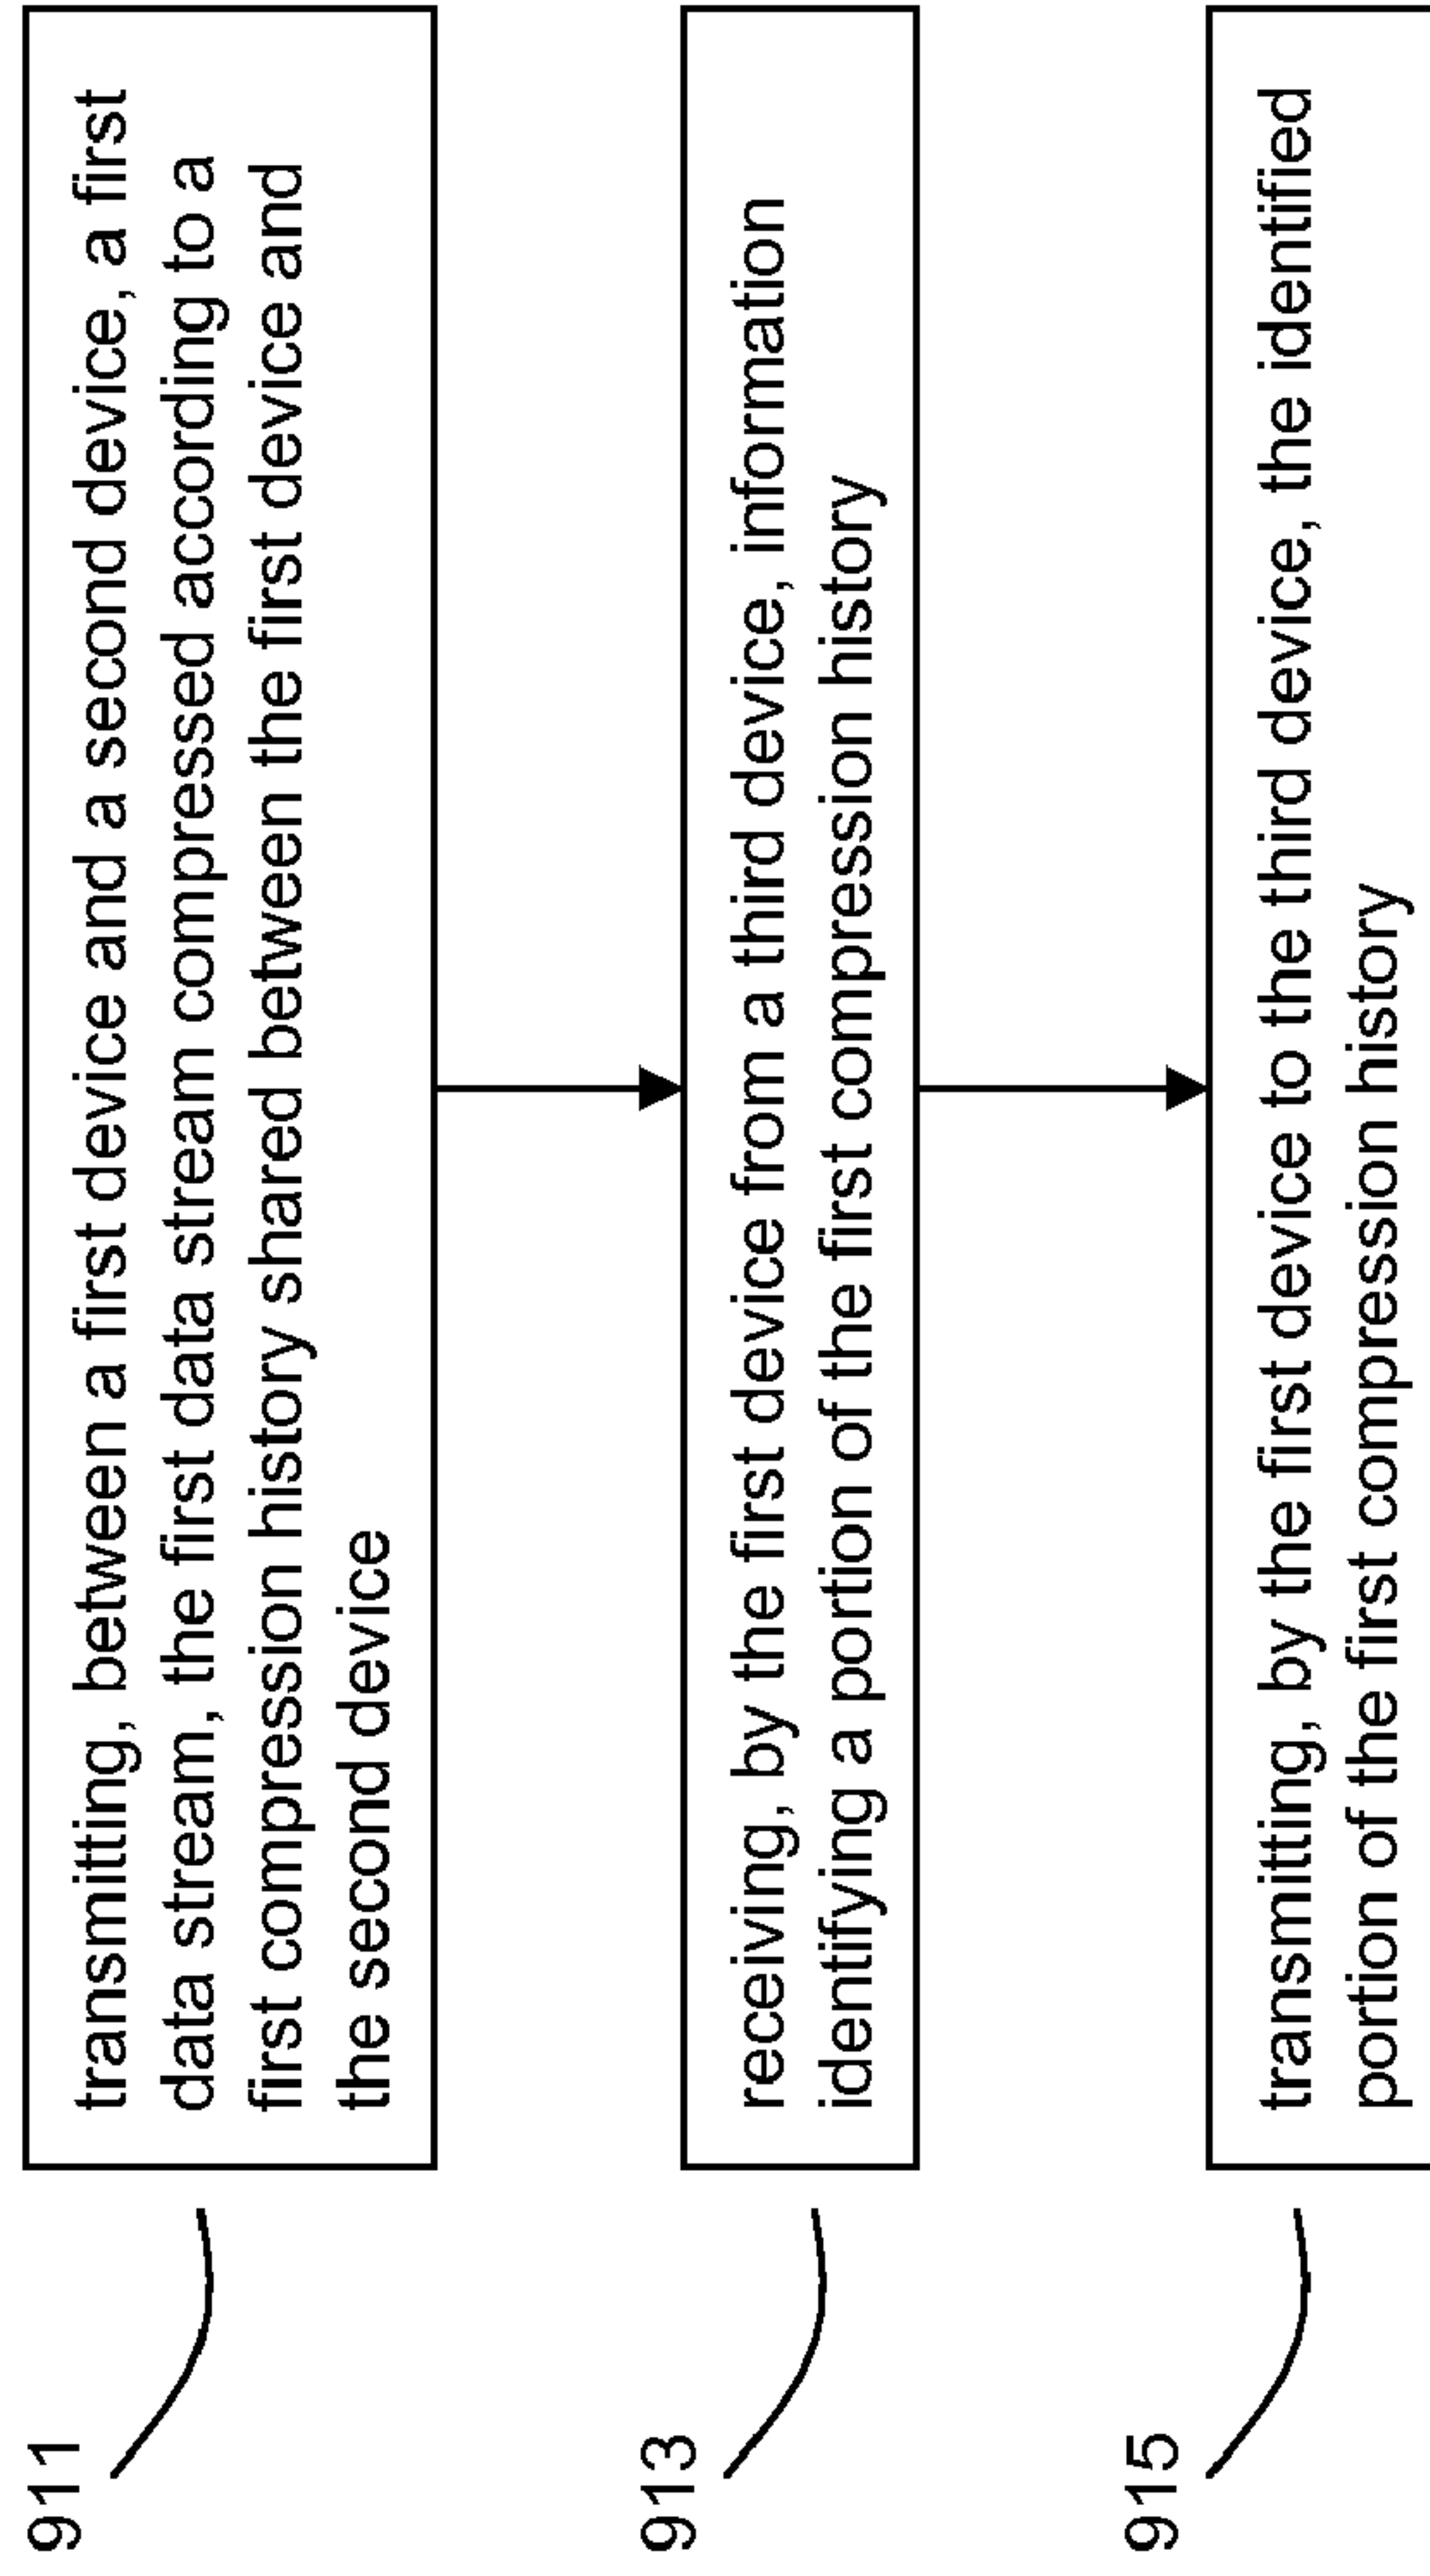 911
transmitting, between a first device and a second device, a first
data stream, the first data stream compressed according to a
first compression history shared between the first device and
the second device
913
receiving, by the first device from a third device, information
identifying a portion of the first compression history
915
transmitting, by the first device to the third device, the identified
portion of the first compression history